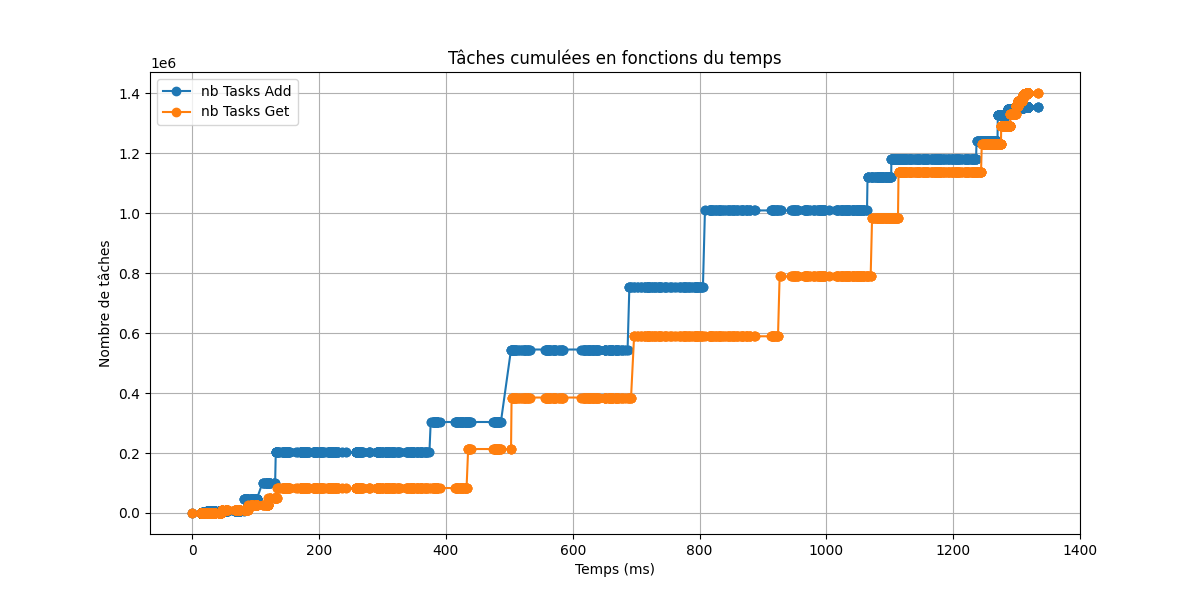 Tâches cumulées en fonctions du temps
1e6
nb Tasks Add
nb Tasks Get
Nombre de tâches
1.4
1.2
1.0
0.8
0.6
0.4
0.2
0.0
0 200 400 600 800 1000 1200 1400
Temps (ms)